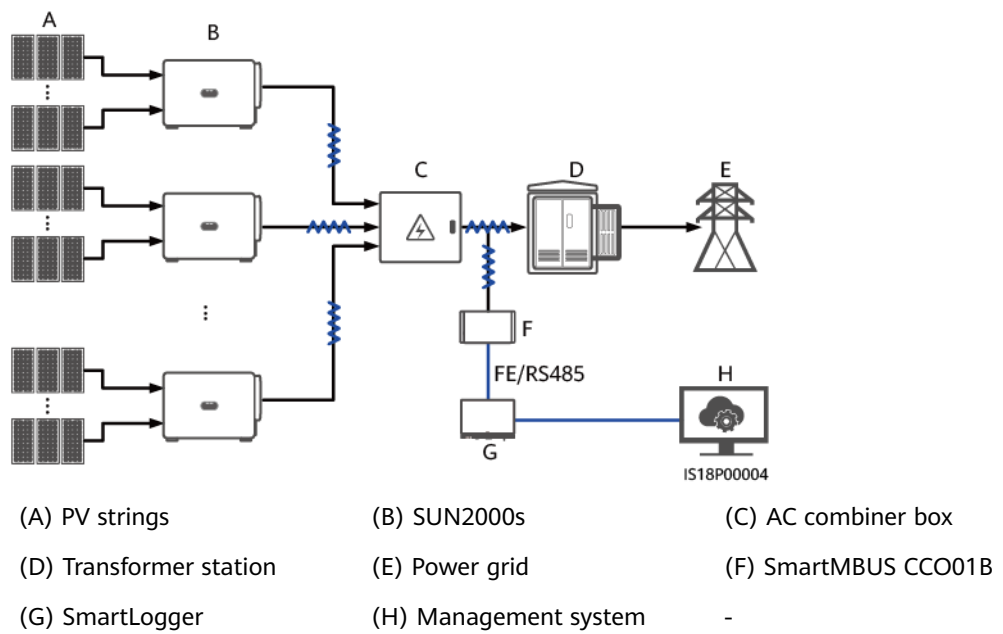 A
B
C
D
E
F
FE/RS485
H
G
IS18P00004
(A) PV strings
(B) SUN2000s
(C) AC combiner box
(D) Transformer station
(E) Power grid
(F) SmartMBUS CCO01B
(G) SmartLogger
(H) Management system
-